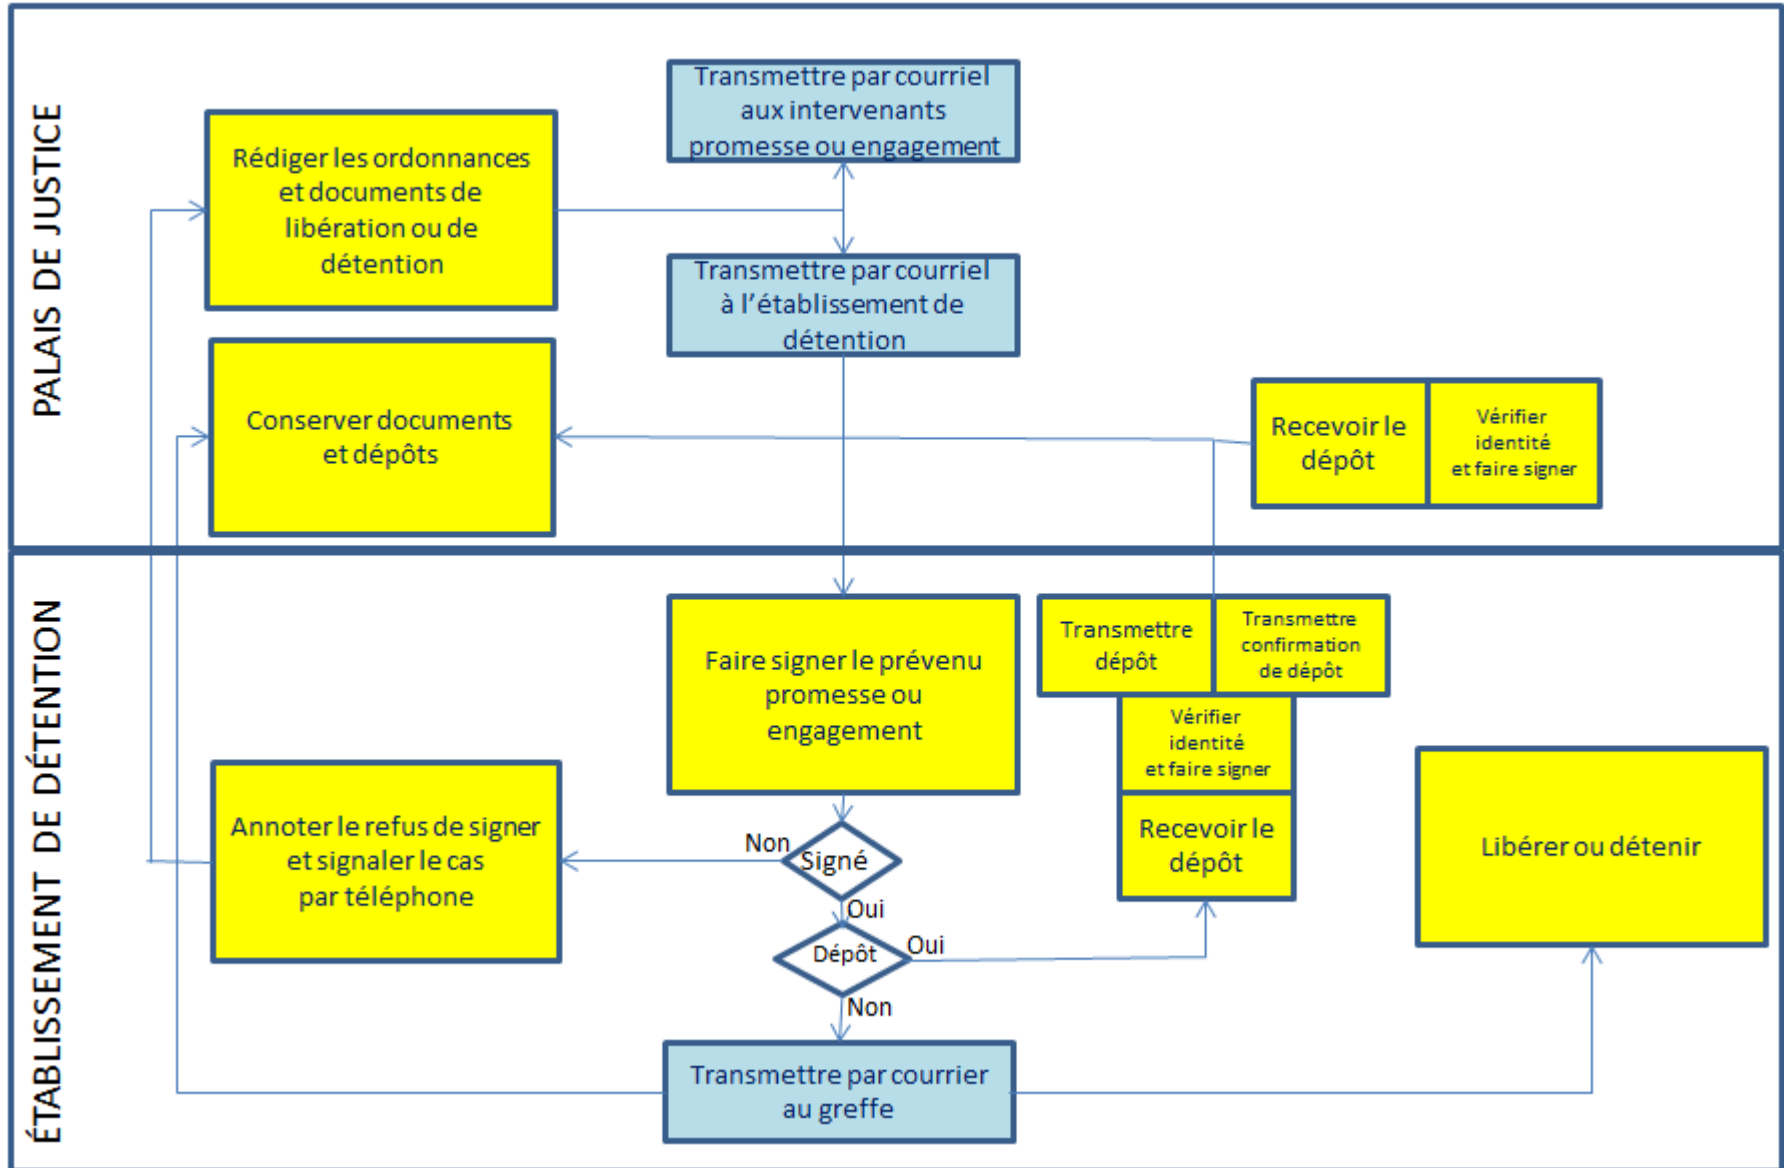 PALAIS DE JUSTICE
Transmettre par courriel
aux intervenants
promesse ou engagement
Rédiger les ordonnances
et documents de
libération ou de
détention
Transmettre par courriel
à l'établissement de
détention
Conserver documents
et dépôts
Recevoir le
dépôt
Vérifier
identité
et faire signer
ÉTABLISSEMENT DE DÉTENTION
Faire signer le prévenu
promesse ou
engagement
Transmettre
dépôt
Transmettre
confirmation
de dépôt
Vérifier
identité
et faire signer
Recevoir le
dépôt
Libérer ou détenir
Annoter le refus de signer
et signaler le cas
par téléphone
Non
Signé
Oui
Dépôt
Oui
Non
Transmettre par courrier
au greffe